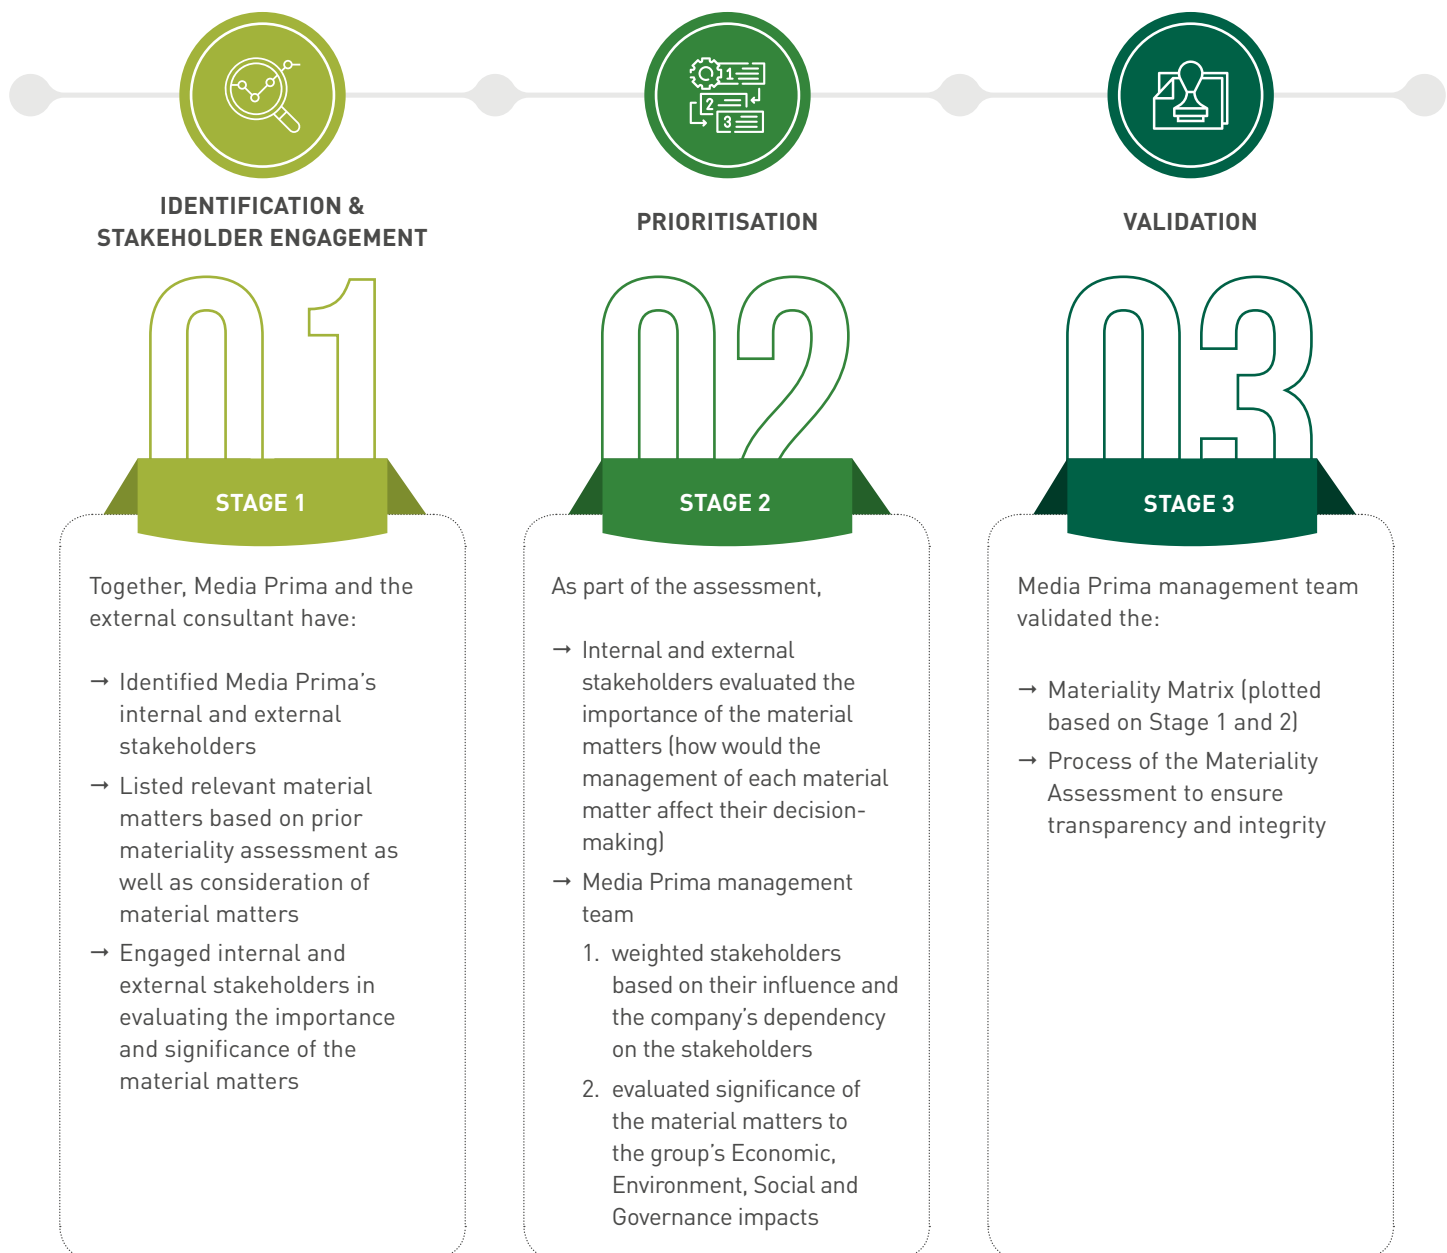 1
2
3
IDENTIFICATION &
STAKEHOLDER ENGAGEMENT
01
STAGE 1
Together, Media Prima and the
external consultant have:
→ Identified Media Prima's
internal and external
stakeholders
→ Listed relevant material
matters based on prior
materiality assessment as
well as consideration of
material matters
→ Engaged internal and
external stakeholders in
evaluating the importance
and significance of the
material matters
PRIORITISATION
02
STAGE 2
As part of the assessment,
→ Internal and external
stakeholders evaluated the
importance of the material
matters (how would the
management of each material
matter affect their decision-
making)
→ Media Prima management
team
1. weighted stakeholders
based on their influence and
the company's dependency
on the stakeholders
2. evaluated significance of
the material matters to
the group's Economic,
Environment, Social and
Governance impacts
VALIDATION
03
STAGE 3
Media Prima management team
validated the:
→ Materiality Matrix (plotted
based on Stage 1 and 2)
→ Process of the Materiality
Assessment to ensure
transparency and integrity